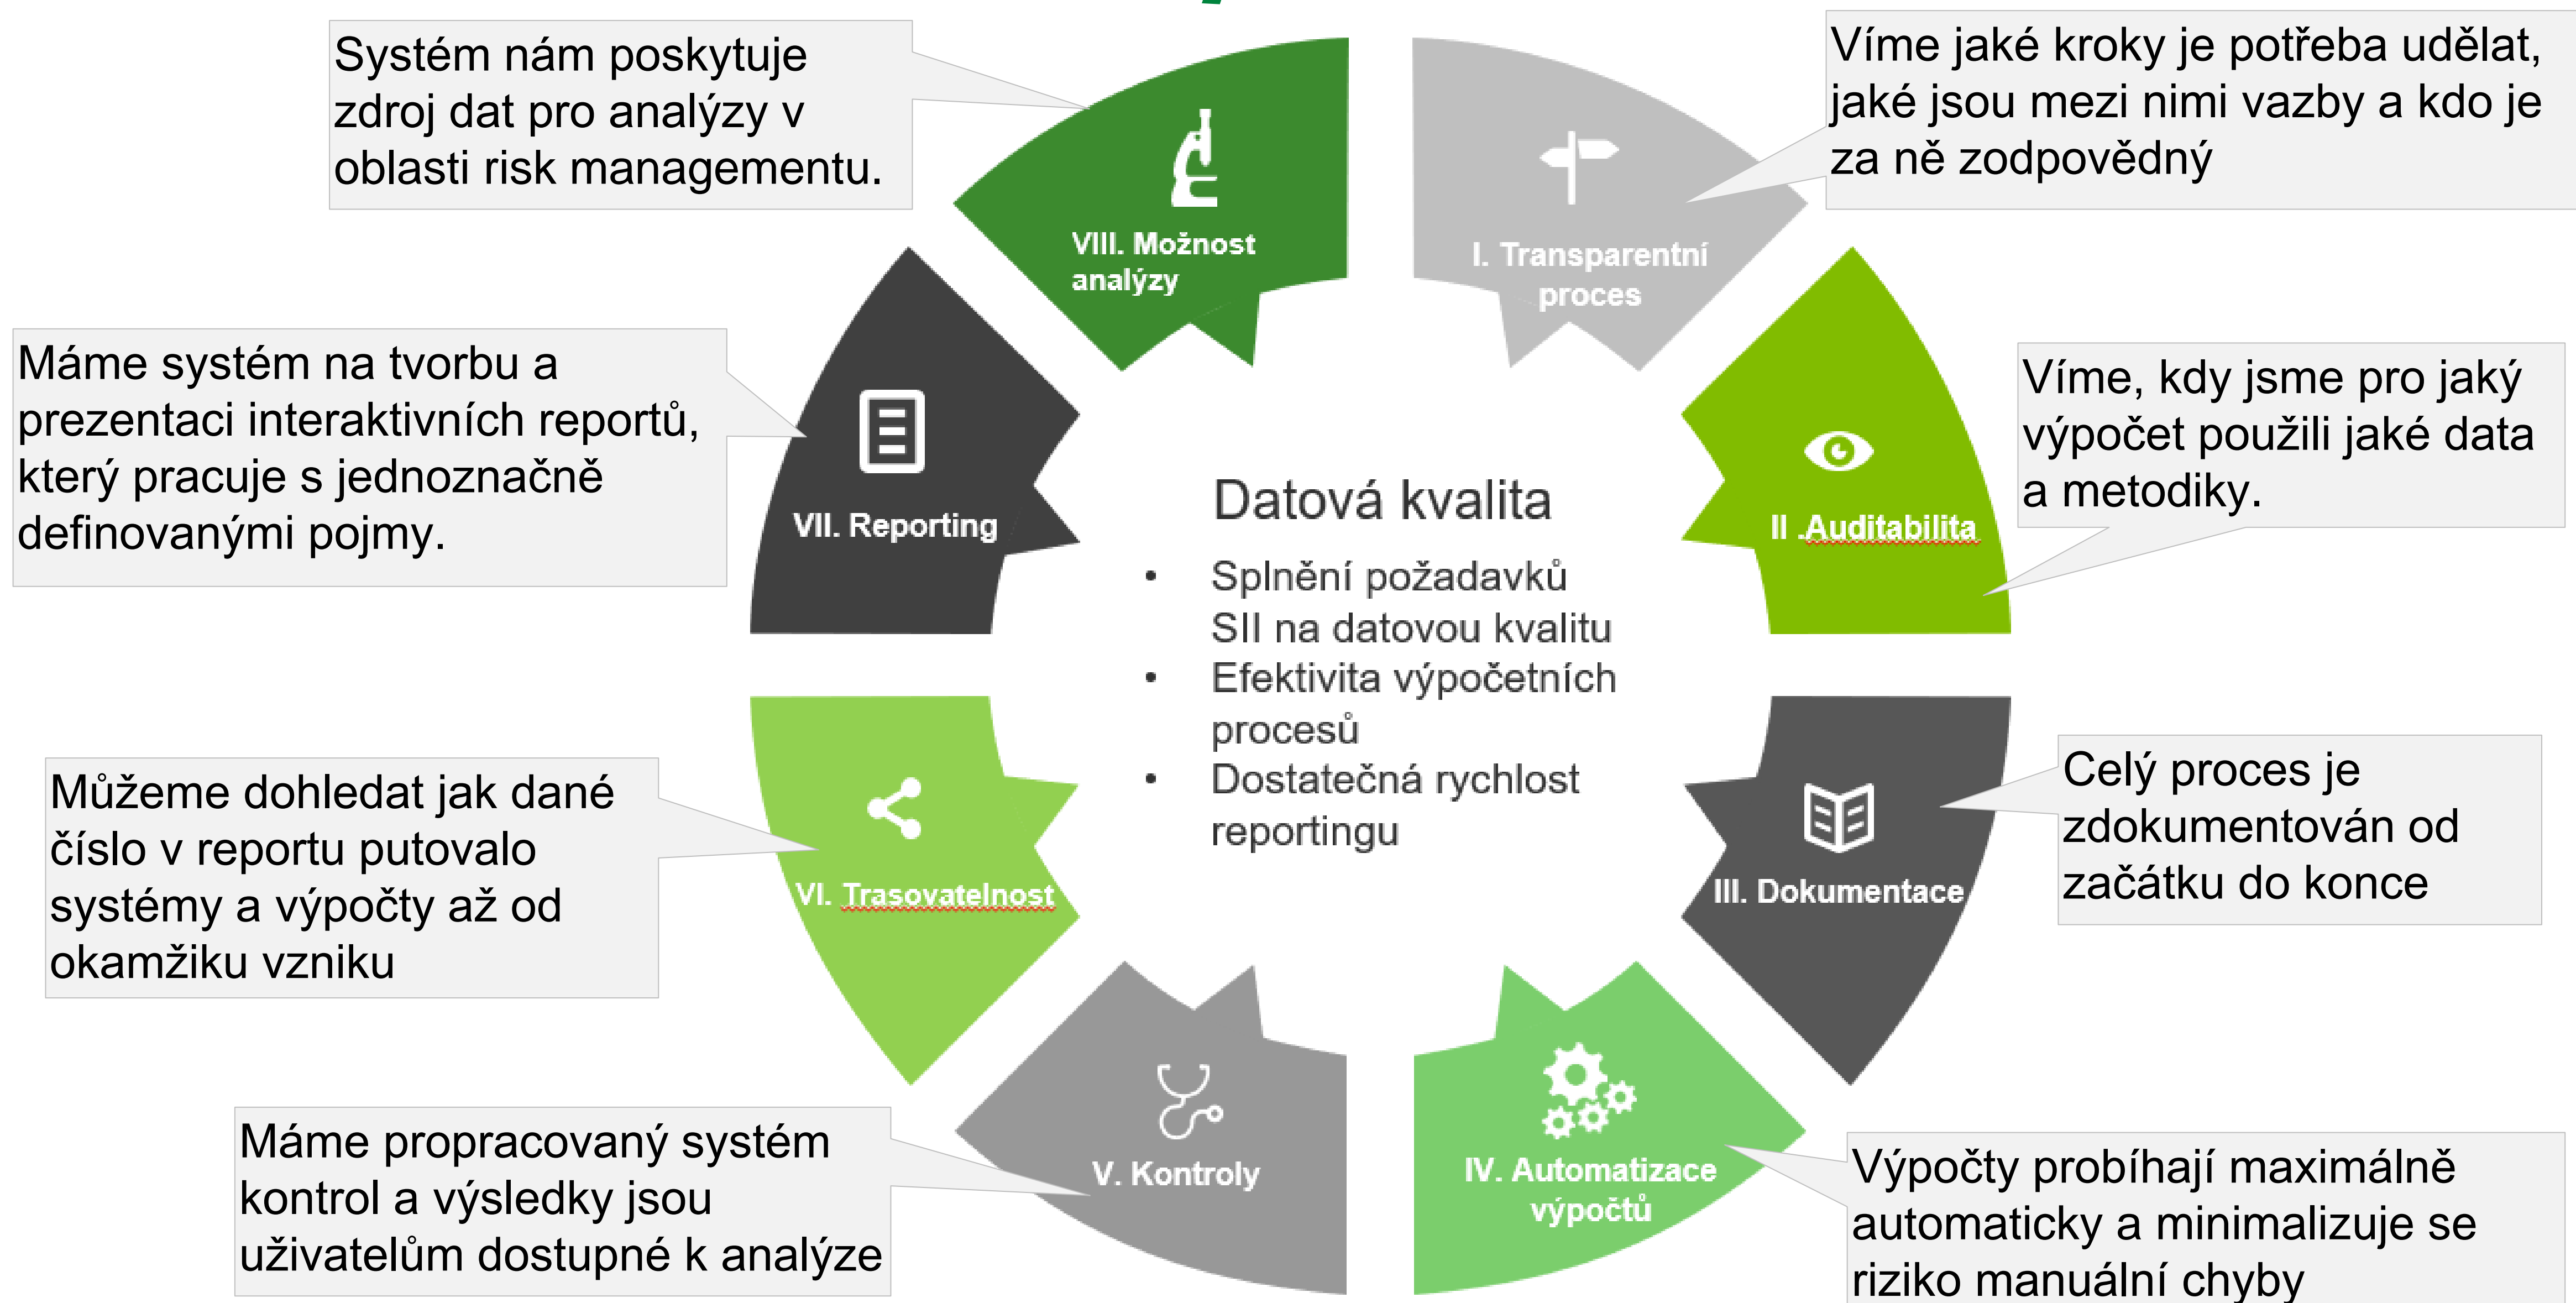 Systém nám poskytuje
zdroj dat pro analýzy v
oblasti risk managementu.
Víme jaké kroky je potřeba udělat,
jaké jsou mezi nimi vazby a kdo je
za ně zodpovědný
VIII. Možnost
analýzy
I. Transparentní
proces
Máme systém na tvorbu a
prezentaci interaktivních reportů,
který pracuje s jednoznačně
definovanými pojmy.
VII. Reporting
II .Auditabilita
Víme, kdy jsme pro jaký
výpočet použili jaké data
a metodiky.
Datová kvalita
• Splnění požadavků
SII na datovou kvalitu
• Efektivita výpočetních
procesů
• Dostatečná rychlost
reportingu
Můžeme dohledat jak dané
číslo v reportu putovalo
systémy a výpočty až od
okamžiku vzniku
VI. Trasovatelnost
III. Dokumentace
Celý proces je
zdokumentován od
začátku do konce
Máme propracovaný systém
kontrol a výsledky jsou
uživatelům dostupné k analýze
V. Kontroly
IV. Automatizace
výpočtů
Výpočty probíhají maximálně
automaticky a minimalizuje se
riziko manuální chyby